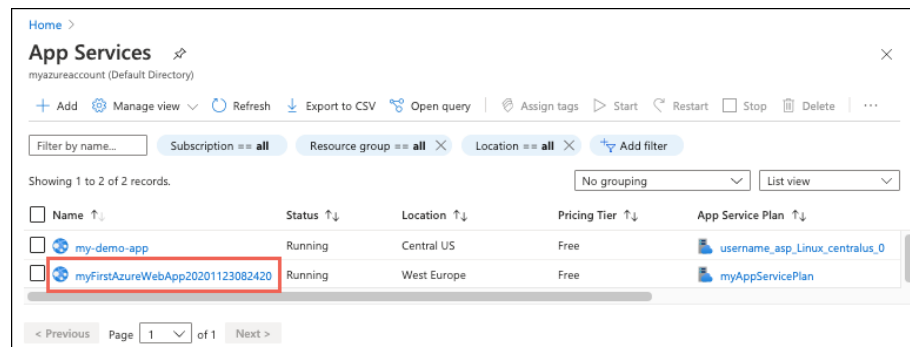 Home >
App Services
myazureaccount (Default Directory)
Add Manage view Refresh Export to CSV Open query Assign tags Start Restart Stop Delete ...
Filter by name... Subscription == all Resource group == all Location == all Add filter
Showing 1 to 2 of 2 records. No grouping List view
Name Status Location Pricing Tier App Service Plan
my-demo-app Running Central US Free username_asp_Linux_centralus_0
myFirstAzureWebApp20201123082420 Running West Europe Free myAppServicePlan
< Previous Page 1 of 1 Next >